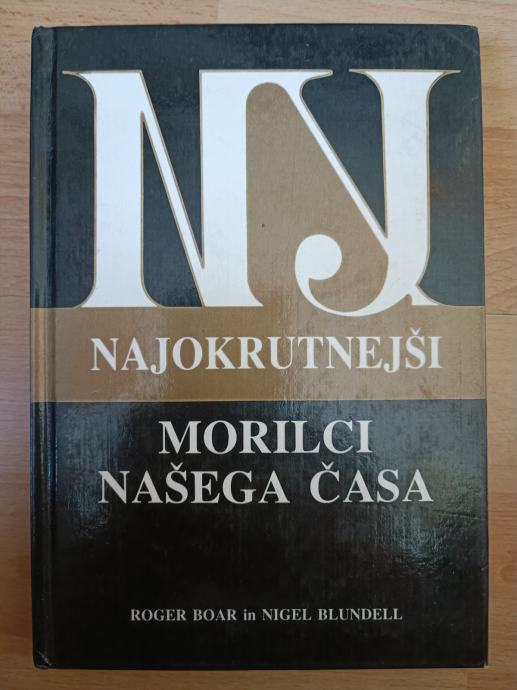 NJ
NAJOKRUTNEJŠI
MORILCI
NAŠEGA ČASA
ROGER BOAR in NIGEL BLUNDELL